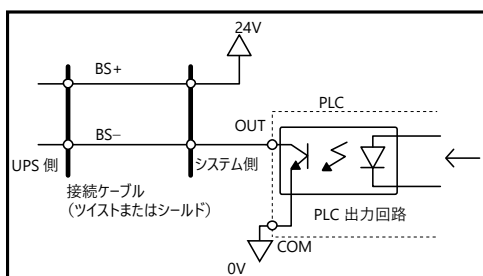 24V
BS+
PLC
BS−
OUT
UPS 側
システム側
接続ケーブル
（ツイストまたはシールド）
PLC 出力回路
COM
0V